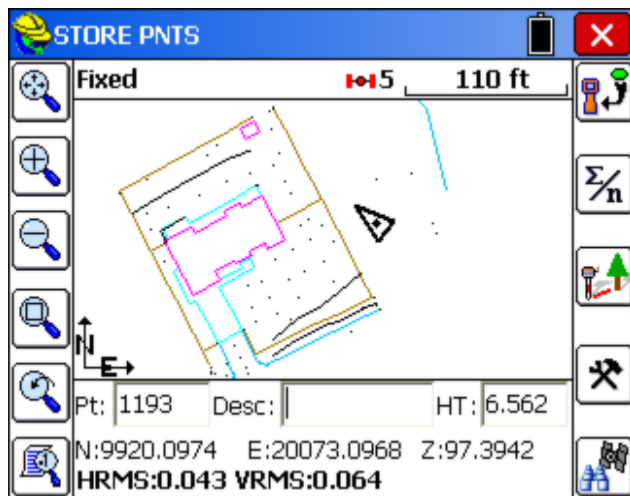 STORE PNTS
Fixed 5 110 ft
Σ/n
N
E
Pt: 1193 Desc: HT: 6.562
N:9920.0974 E:20073.0968 Z:97.3942
HRMS:0.043 VRMS:0.064